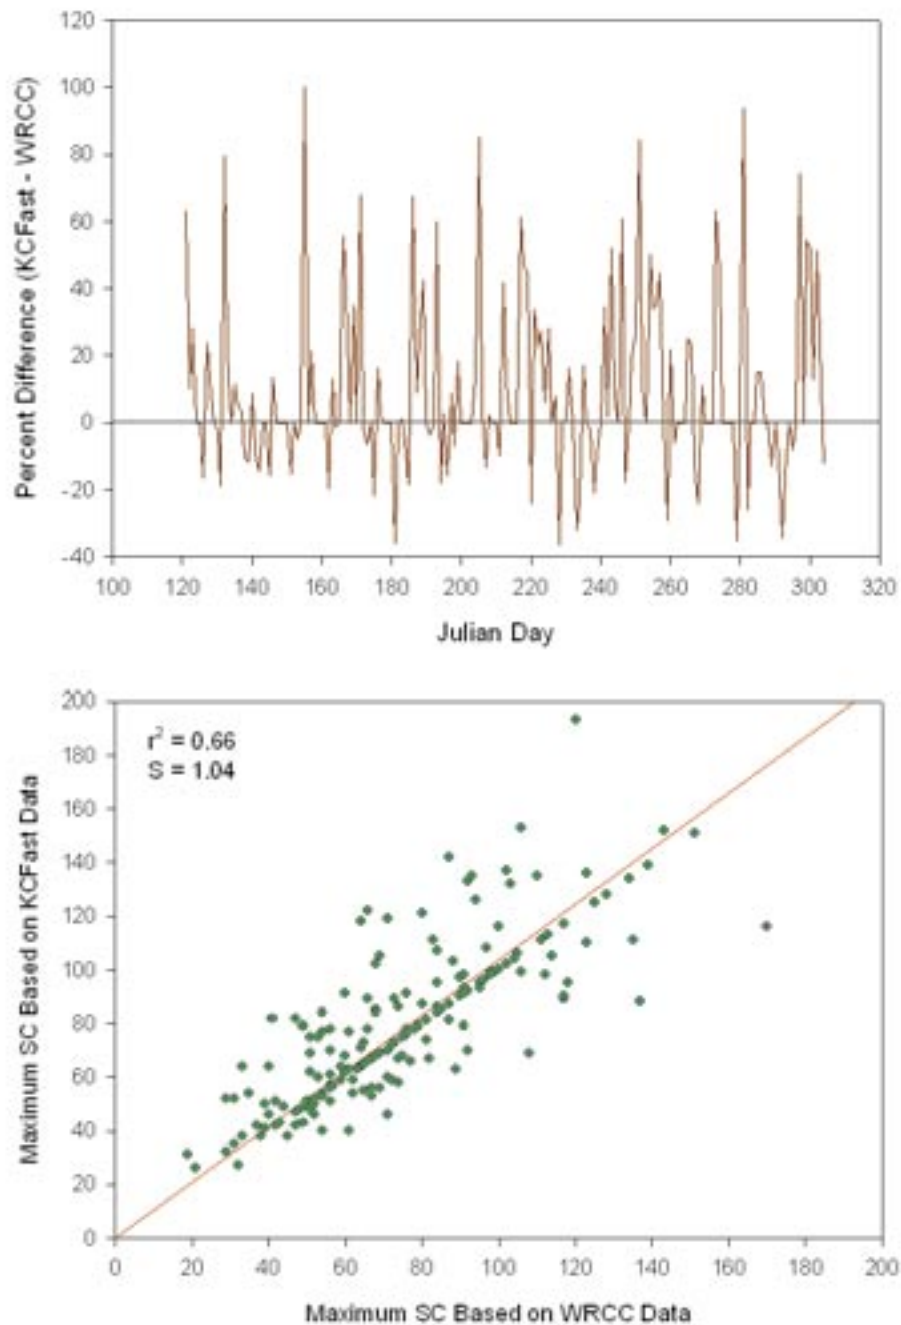 120
100
80
60
40
20
0
-20
-40
Percent Difference (KCFast - WRCC)
100 120 140 160 180 200 220 240 260 280 300 320
Julian Day
200
180
160
140
120
100
80
60
40
20
0
Maximum SC Based on KCFast Data
r² = 0.66
S = 1.04
0 20 40 60 80 100 120 140 160 180 200
Maximum SC Based on WRCC Data